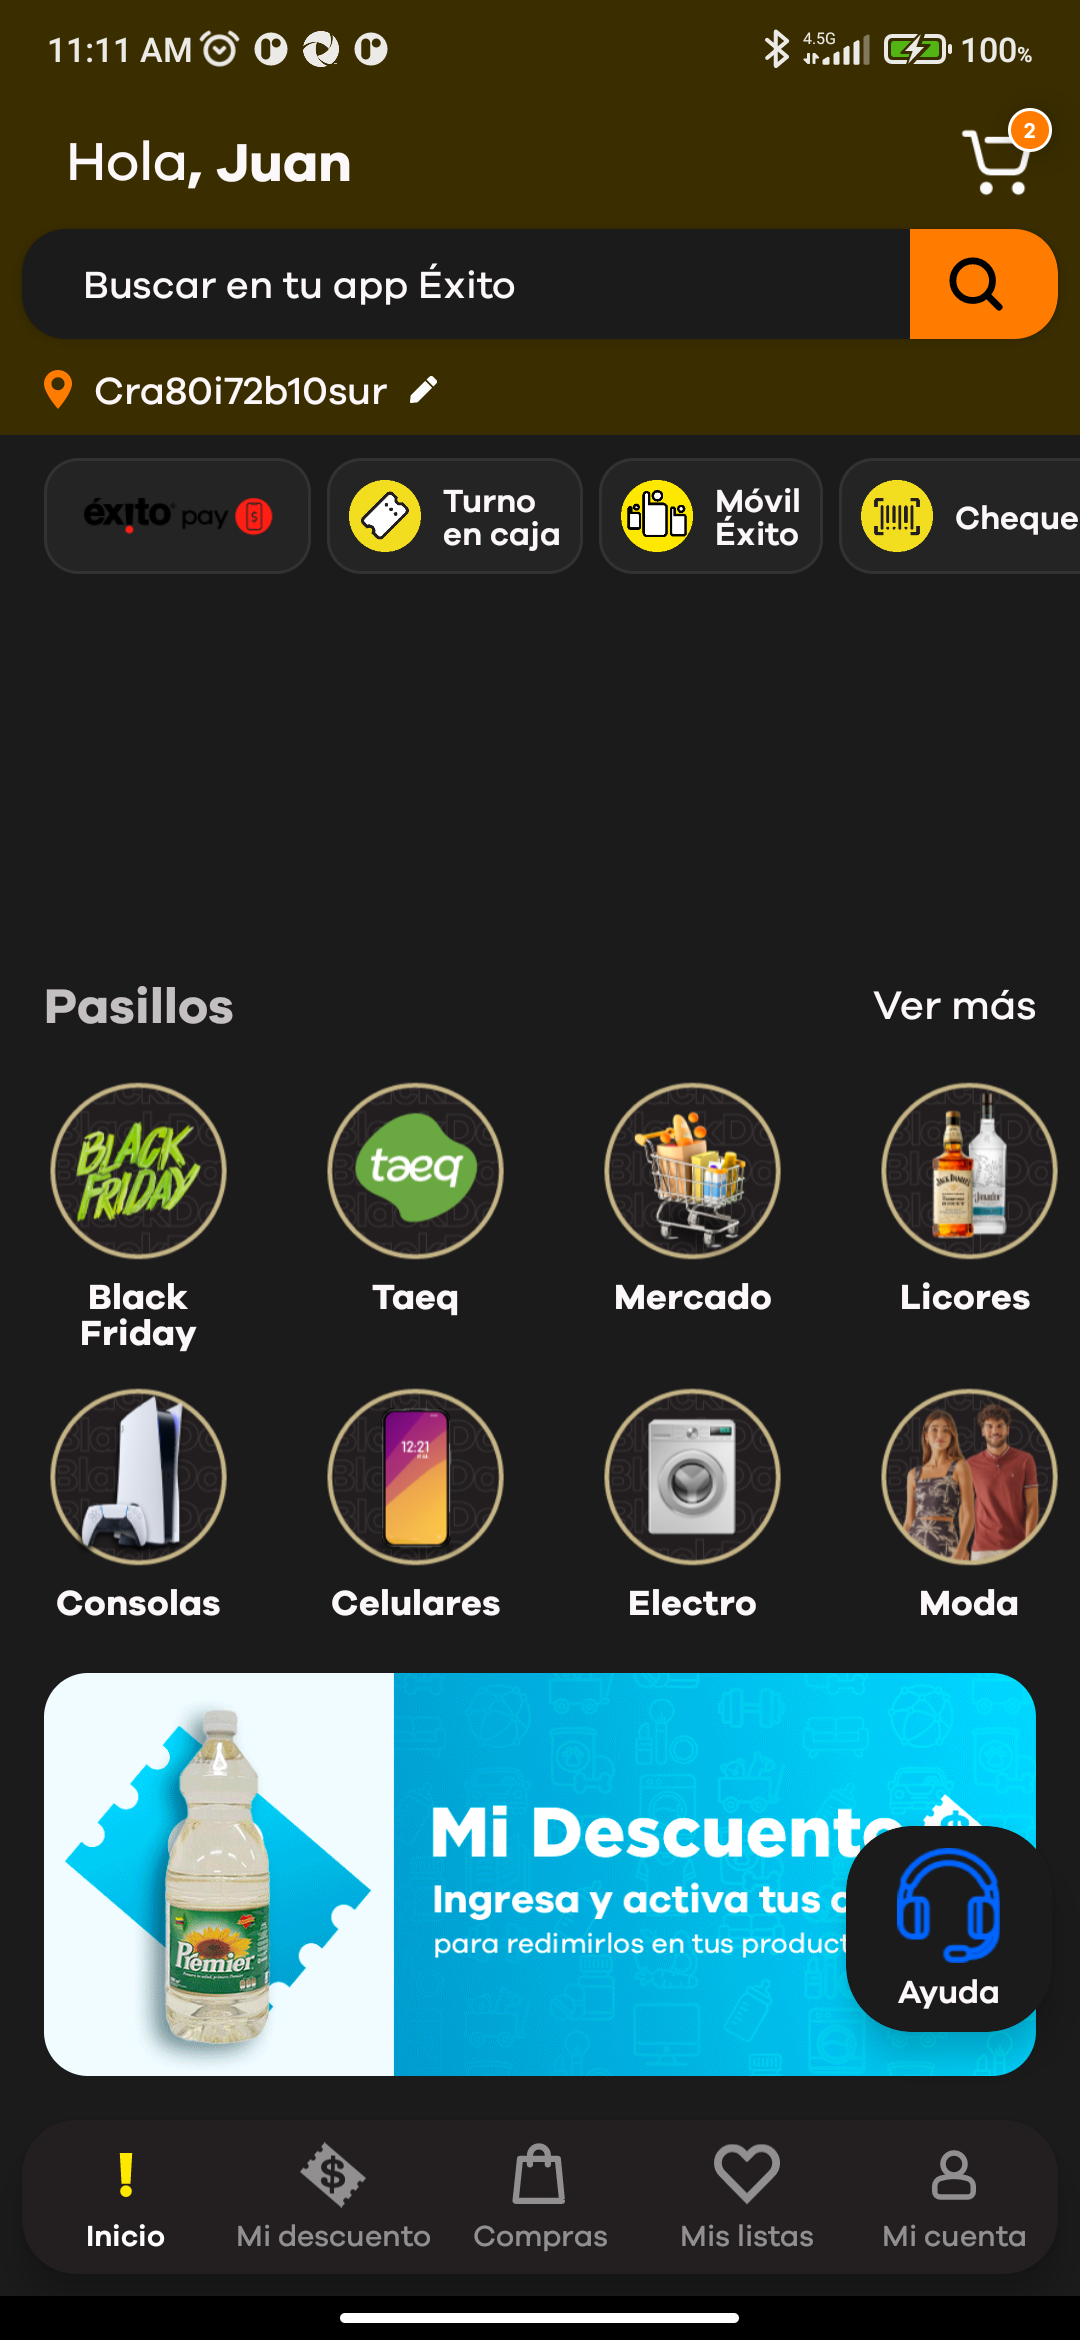 11:11 AM
4.5G
100%
Hola, Juan
2
Buscar en tu app Éxito
Cra80i72b10sur
éxito pay
Turno
en caja
Móvil
Éxito
Cheque
Pasillos
Ver más
BLACK
FRIDAY
taeq
Black
Friday
Taeq
Mercado
Licores
12:21
Consolas
Celulares
Electro
Moda
Premier
Mi Descuento
Ingresa y activa tus
para redimirlos en tus product
Ayuda
Inicio
Mi descuento
Compras
Mis listas
Mi cuenta